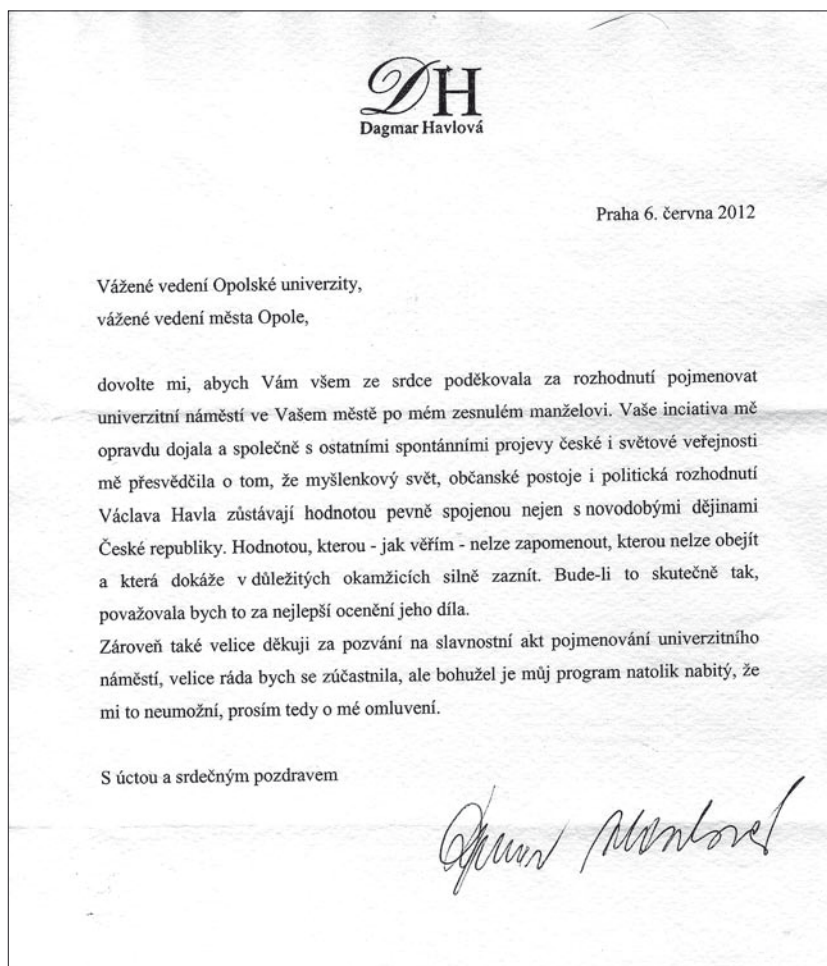 DH
Dagmar Havlová
Praha 6. června 2012
Vážené vedení Opolské univerzity,
vážené vedení města Opole,
dovolte mi, abych Vám všem ze srdce poděkovala za rozhodnutí pojmenovat
univerzitní náměstí ve Vašem městě po mém zesnulém manželovi. Vaše inciativa mě
opravdu dojala a společně s ostatními spontánními projevy české i světové veřejnosti
mě přesvědčila o tom, že myšlenkový svět, občanské postoje i politická rozhodnutí
Václava Havla zůstávají hodnotou pevně spojenou nejen s novodobými dějinami
České republiky. Hodnotou, kterou - jak věřím - nelze zapomenout, kterou nelze obejít
a která dokáže v důležitých okamžicích silně zaznít. Bude-li to skutečně tak,
považovala bych to za nejlepší ocenění jeho díla.
Zároveň také velice děkuji za pozvání na slavnostní akt pojmenování univerzitního
náměstí, velice ráda bych se zúčastnila, ale bohužel je můj program natolik nabitý, že
mi to neumožní, prosím tedy o mé omluvení.
S úctou a srdečným pozdravem
Dagmar Havlová